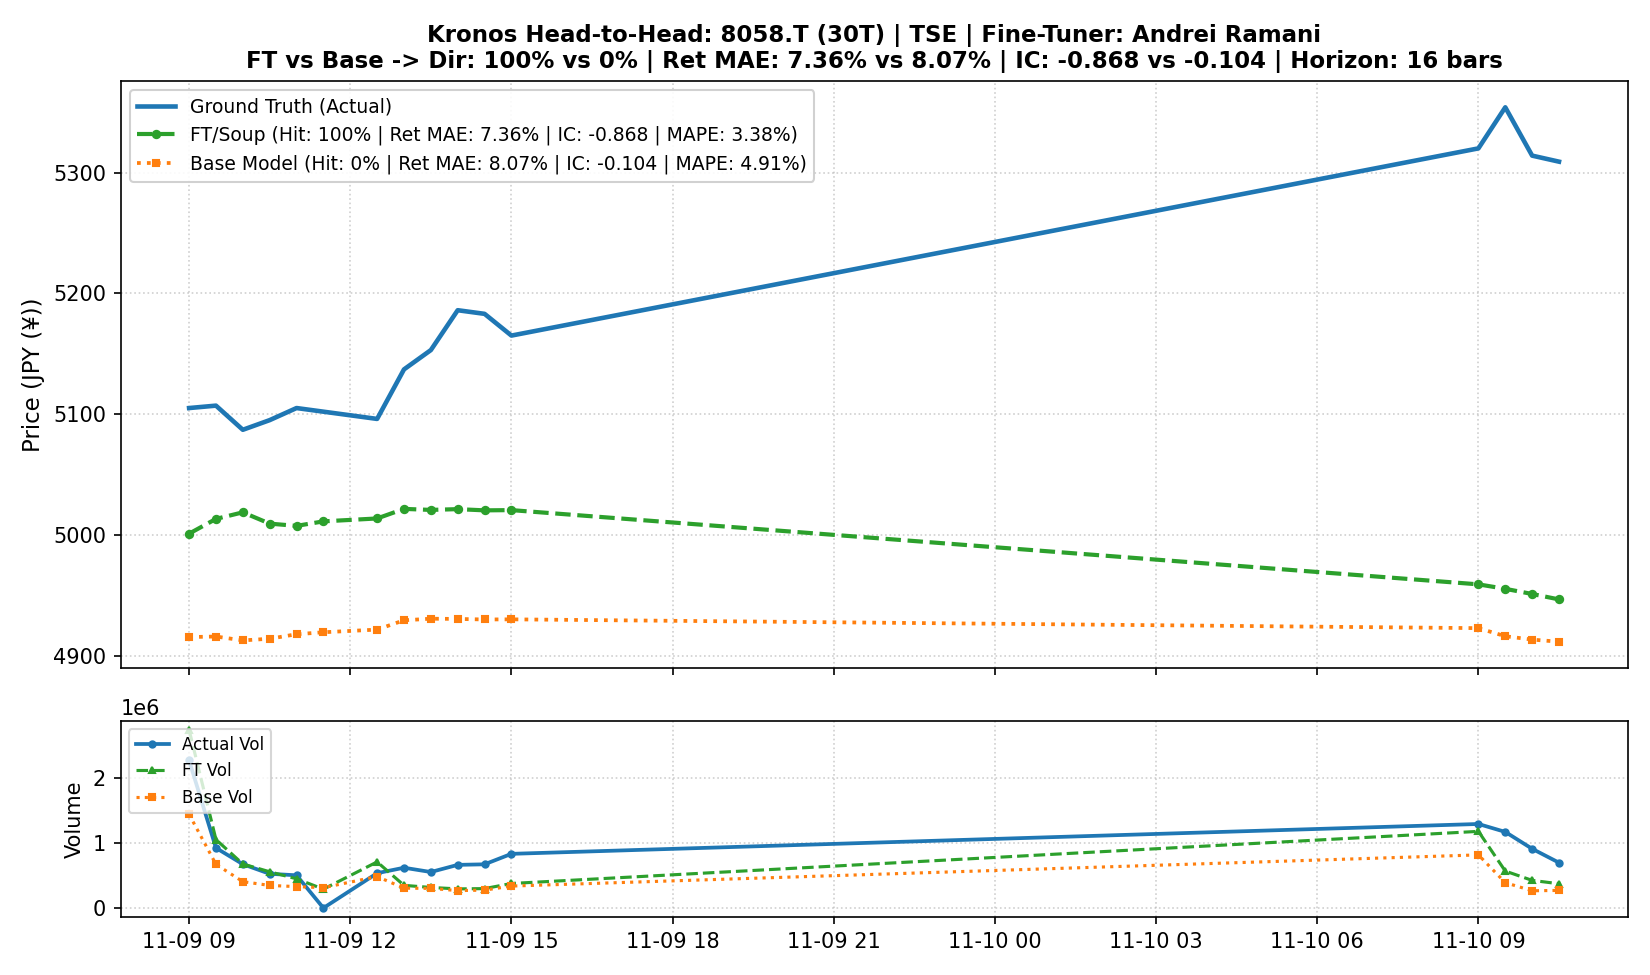 Kronos Head-to-Head: 8058.T (30T) | TSE | Fine-Tuner: Andrei Ramani
FT vs Base -> Dir: 100% vs 0% | Ret MAE: 7.36% vs 8.07% | IC: -0.868 vs -0.104 | Horizon: 16 bars
Ground Truth (Actual)
FT/Soup (Hit: 100% | Ret MAE: 7.36% | IC: -0.868 | MAPE: 3.38%)
Base Model (Hit: 0% | Ret MAE: 8.07% | IC: -0.104 | MAPE: 4.91%)
Price (JPY (¥))
5300
5200
5100
5000
4900
1e6
Actual Vol
FT Vol
Base Vol
Volume
2
1
0
11-09 09
11-09 12
11-09 15
11-09 18
11-09 21
11-10 00
11-10 03
11-10 06
11-10 09